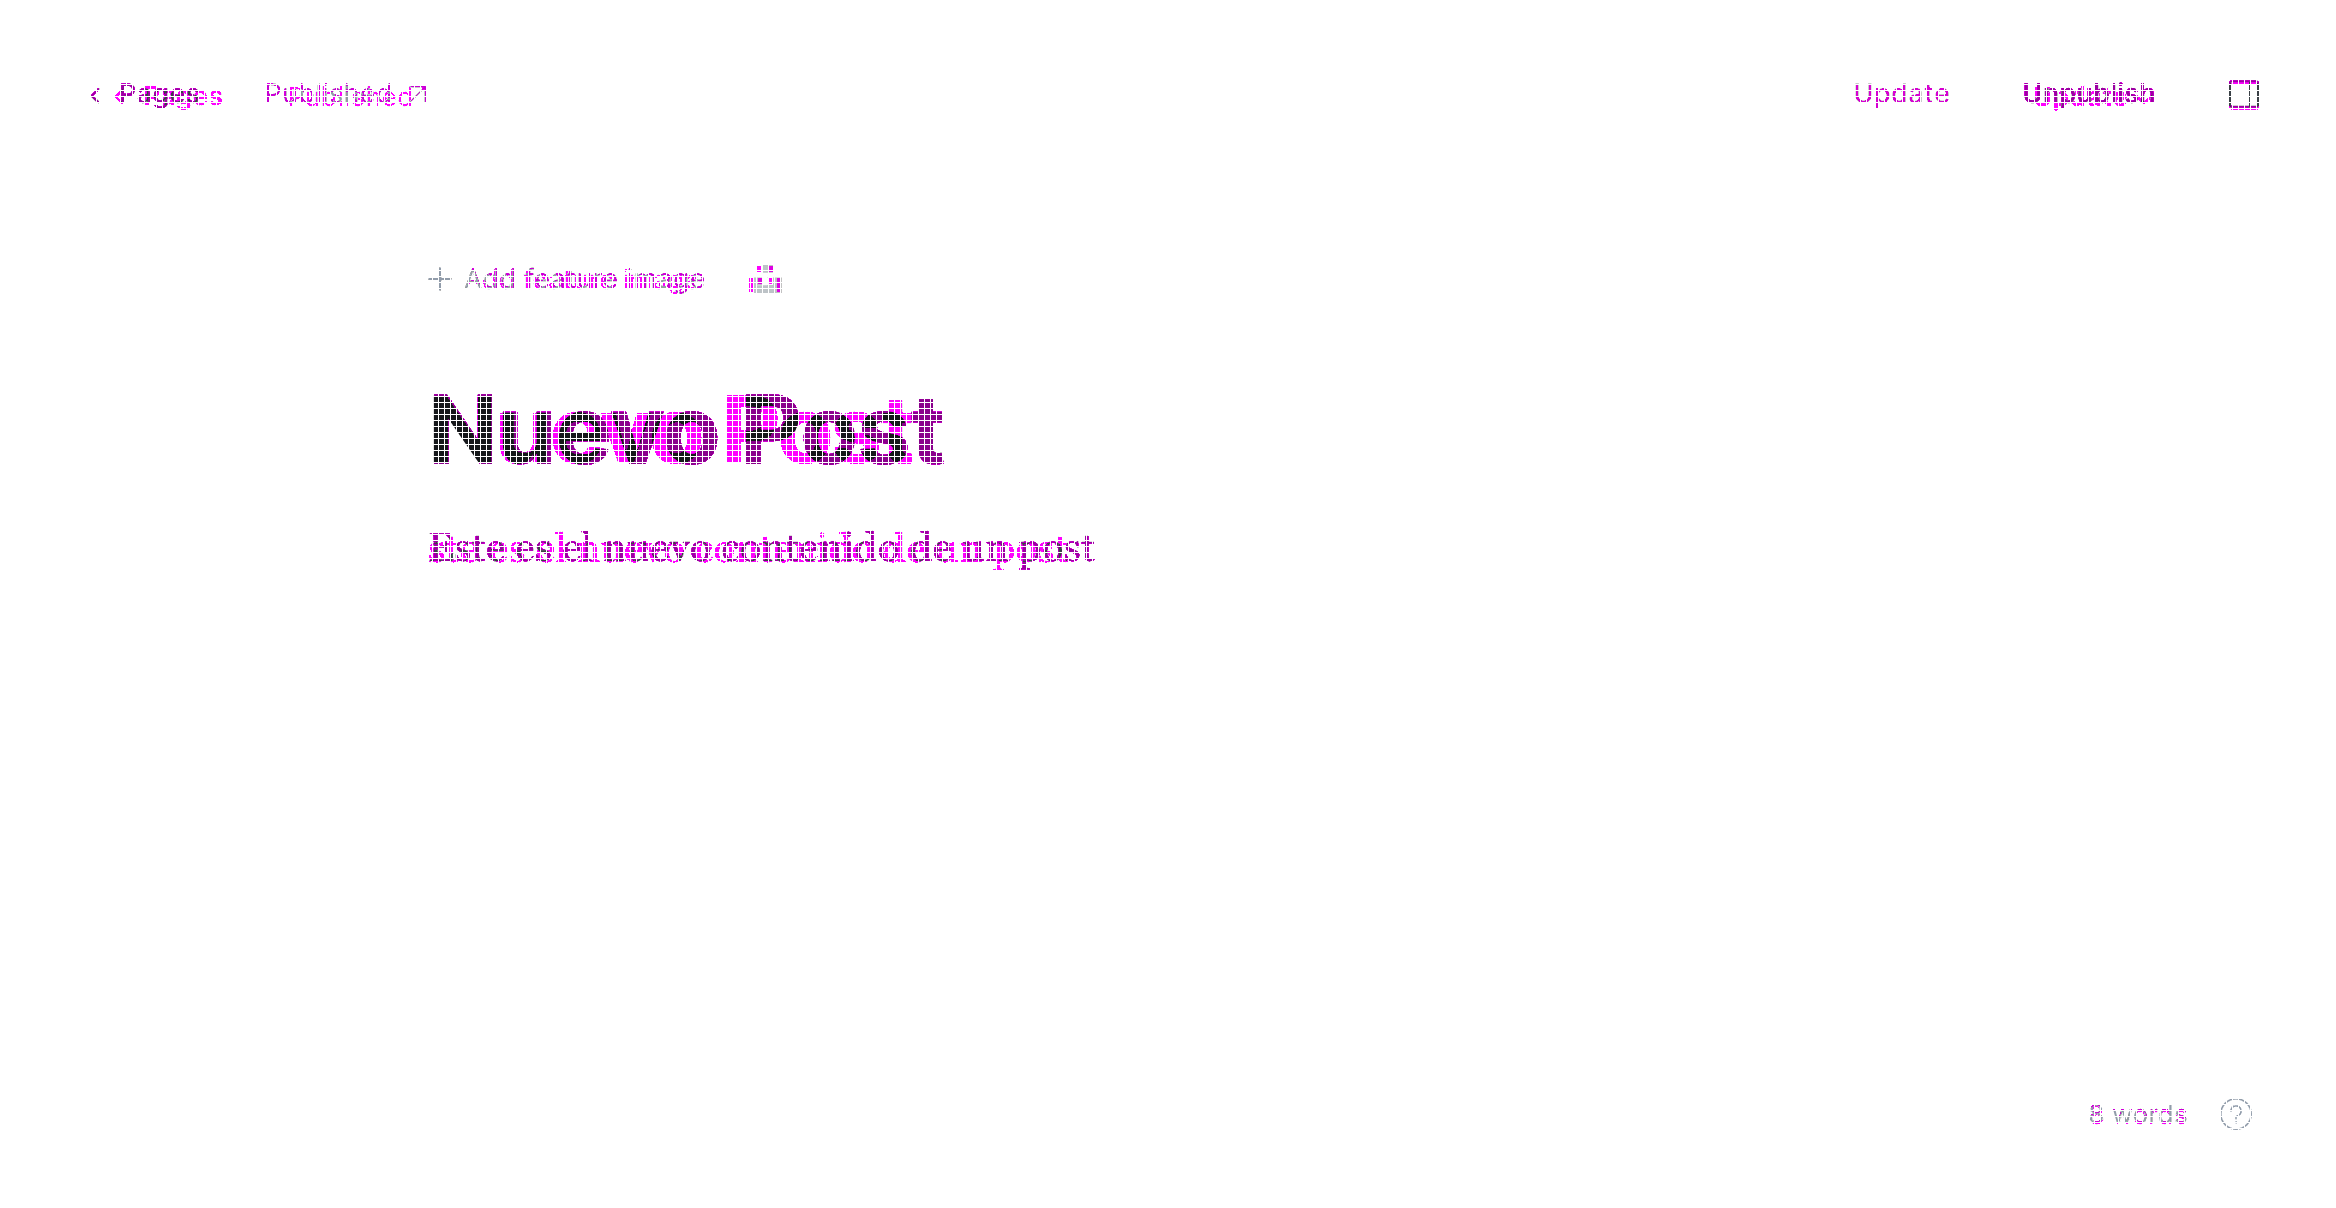 Pages Published
Update Unpublish
Add feature image
Nuevo Post
Este es el nuevo contenido de un post
8 words